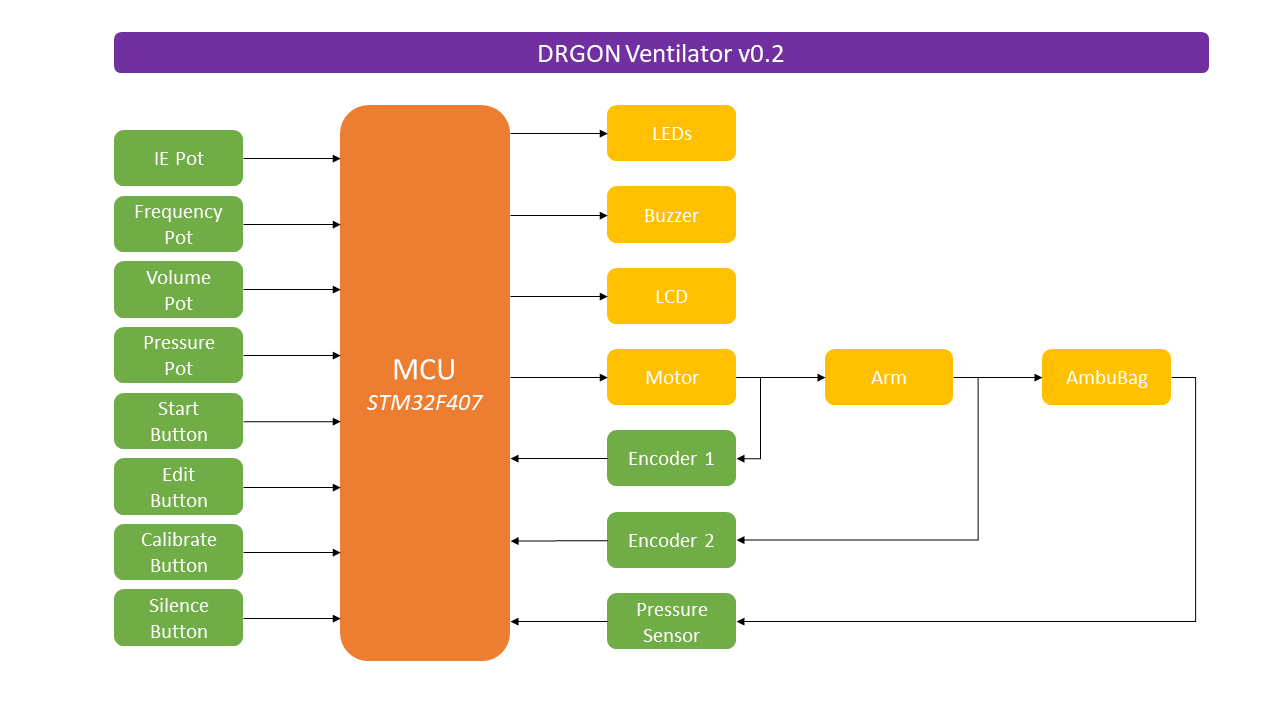 DRGON Ventilator v0.2
IE Pot
Frequency
Pot
Volume
Pot
Pressure
Pot
Start
Button
Edit
Button
Calibrate
Button
Silence
Button
MCU
STM32F407
LEDs
Buzzer
LCD
Motor
Arm
AmbuBag
Encoder 1
Encoder 2
Pressure
Sensor